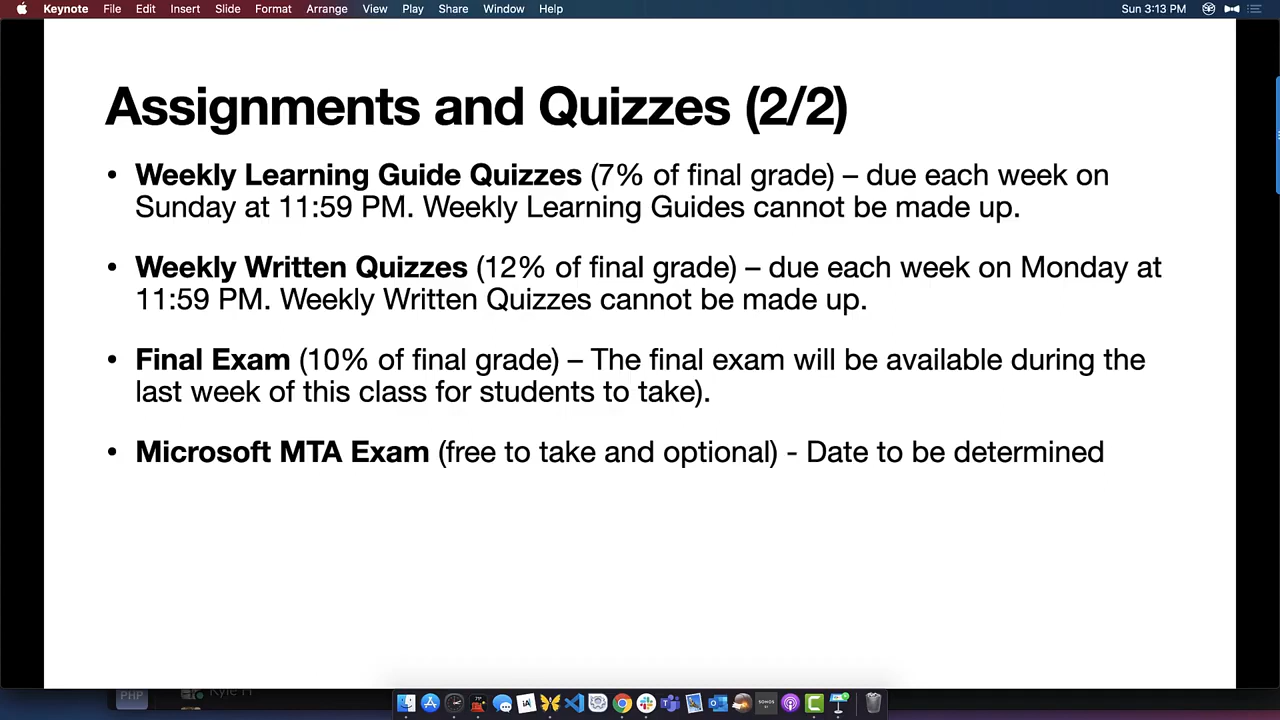 Keynote File Edit Insert Slide Format Arrange View Play Share Window Help Sun 3:13 PM
Assignments and Quizzes (2/2)
• Weekly Learning Guide Quizzes (7% of final grade) – due each week on
Sunday at 11:59 PM. Weekly Learning Guides cannot be made up.
• Weekly Written Quizzes (12% of final grade) – due each week on Monday at
11:59 PM. Weekly Written Quizzes cannot be made up.
• Final Exam (10% of final grade) – The final exam will be available during the
last week of this class for students to take).
• Microsoft MTA Exam (free to take and optional) - Date to be determined
PHP Kyle H
SONOS